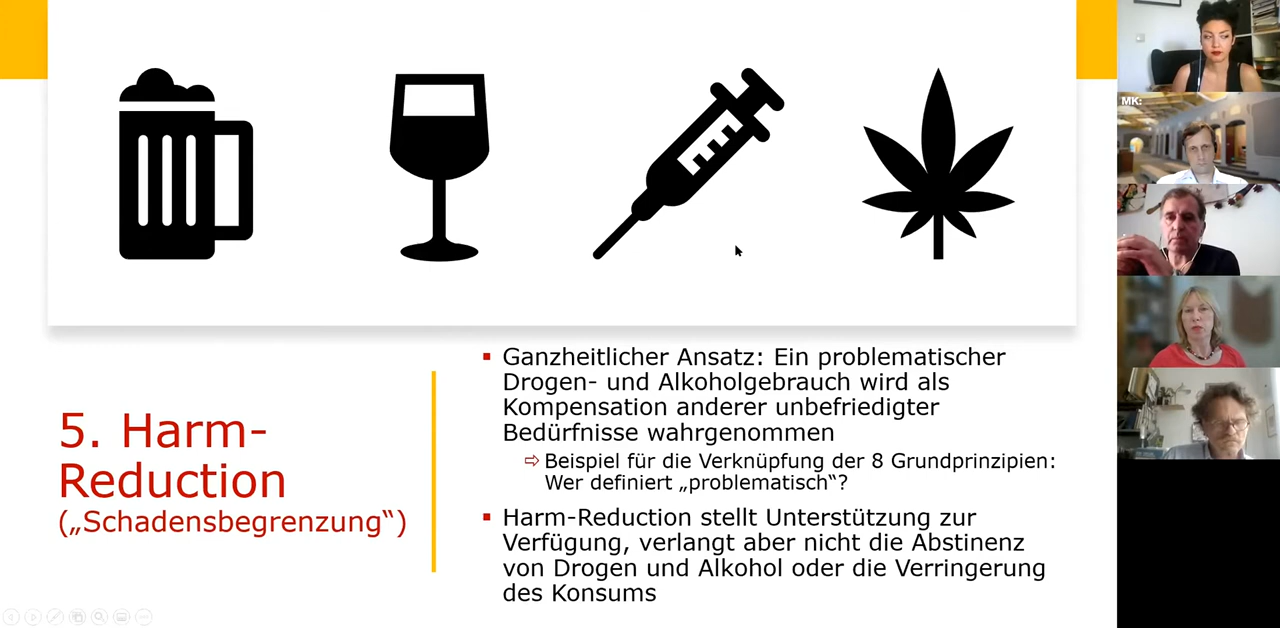 MK:
5. Harm-
Reduction
(„Schadensbegrenzung“)
▪ Ganzheitlicher Ansatz: Ein problematischer
Drogen- und Alkoholgebrauch wird als
Kompensation anderer unbefriedigter
Bedürfnisse wahrgenommen
⇨ Beispiel für die Verknüpfung der 8 Grundprinzipien:
Wer definiert „problematisch“?
▪ Harm-Reduction stellt Unterstützung zur
Verfügung, verlangt aber nicht die Abstinenz
von Drogen und Alkohol oder die Verringerung
des Konsums